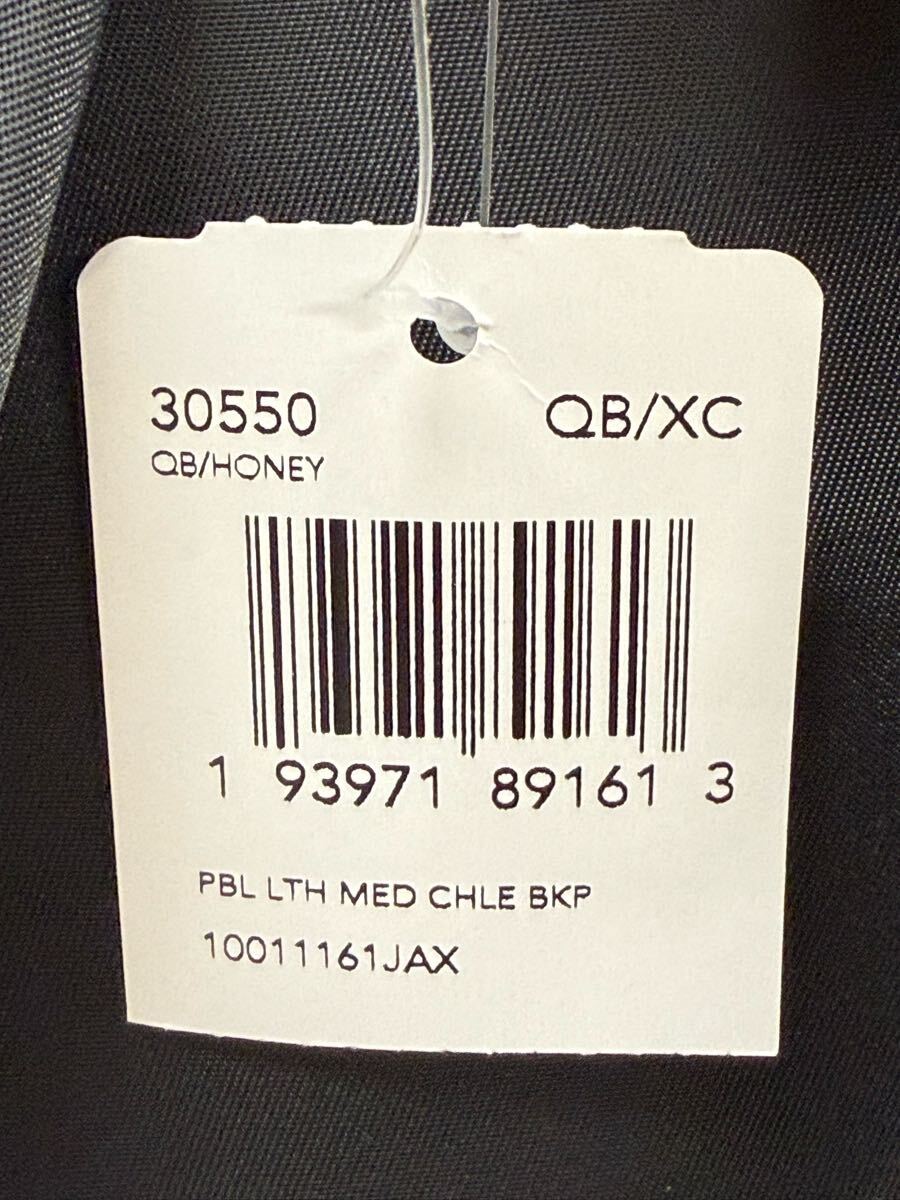 30550 QB/XC
QB/HONEY
1 93971 89161 3
PBL LTH MED CHLE BKP
10011161JAX